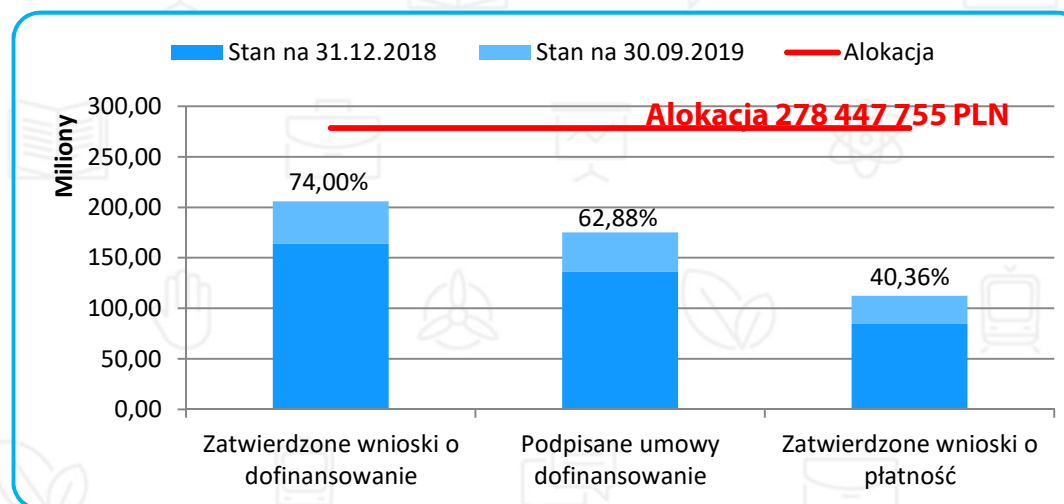 Stan na 31.12.2018 Stan na 30.09.2019 Alokacja
Miliony
300,00
250,00
200,00
150,00
100,00
50,00
0,00
Alokacja 278 447 755 PLN
74,00%
62,88%
40,36%
Zatwierdzone wnioski o
dofinansowanie
Podpisane umowy
dofinansowanie
Zatwierdzone wnioski o
płatność